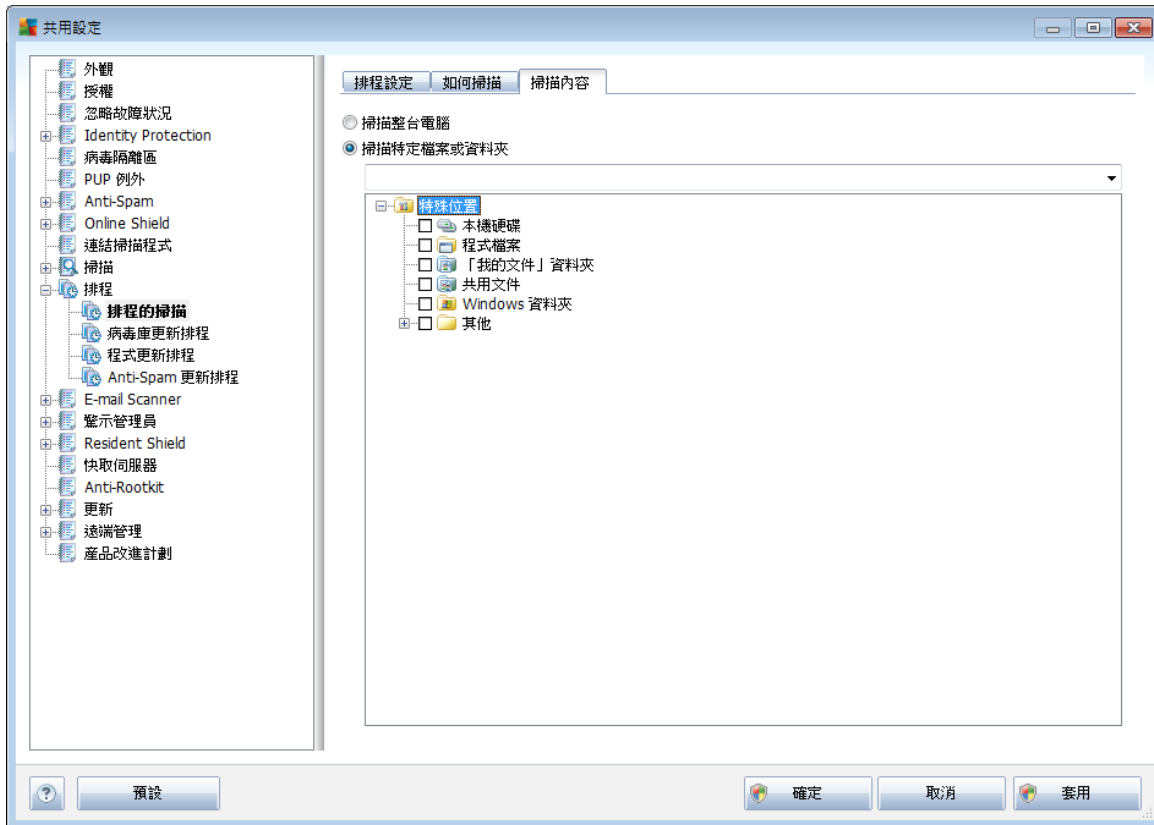 共用設定
外觀
授權
忽略故障狀況
Identity Protection
病毒隔離區
PUP 例外
Anti-Spam
Online Shield
連結掃描程式
掃描
排程
排程的掃描
病毒庫更新排程
程式更新排程
Anti-Spam 更新排程
E-mail Scanner
警示管理員
Resident Shield
快取伺服器
Anti-Rootkit
更新
遠端管理
產品改進計劃
排程設定 如何掃描 掃描內容
掃描整台電腦
掃描特定檔案或資料夾
特殊位置
本機硬碟
程式檔案
「我的文件」資料夾
共用文件
Windows 資料夾
其他
? 預設 確定 取消 套用